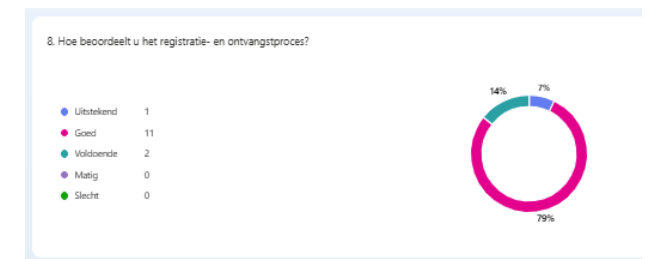 8. Hoe beoordeelt u het registratie- en ontvangstproces?
Uitstekend 1
Goed 11
Voldoende 2
Matig 0
Slecht 0
14%
7%
79%